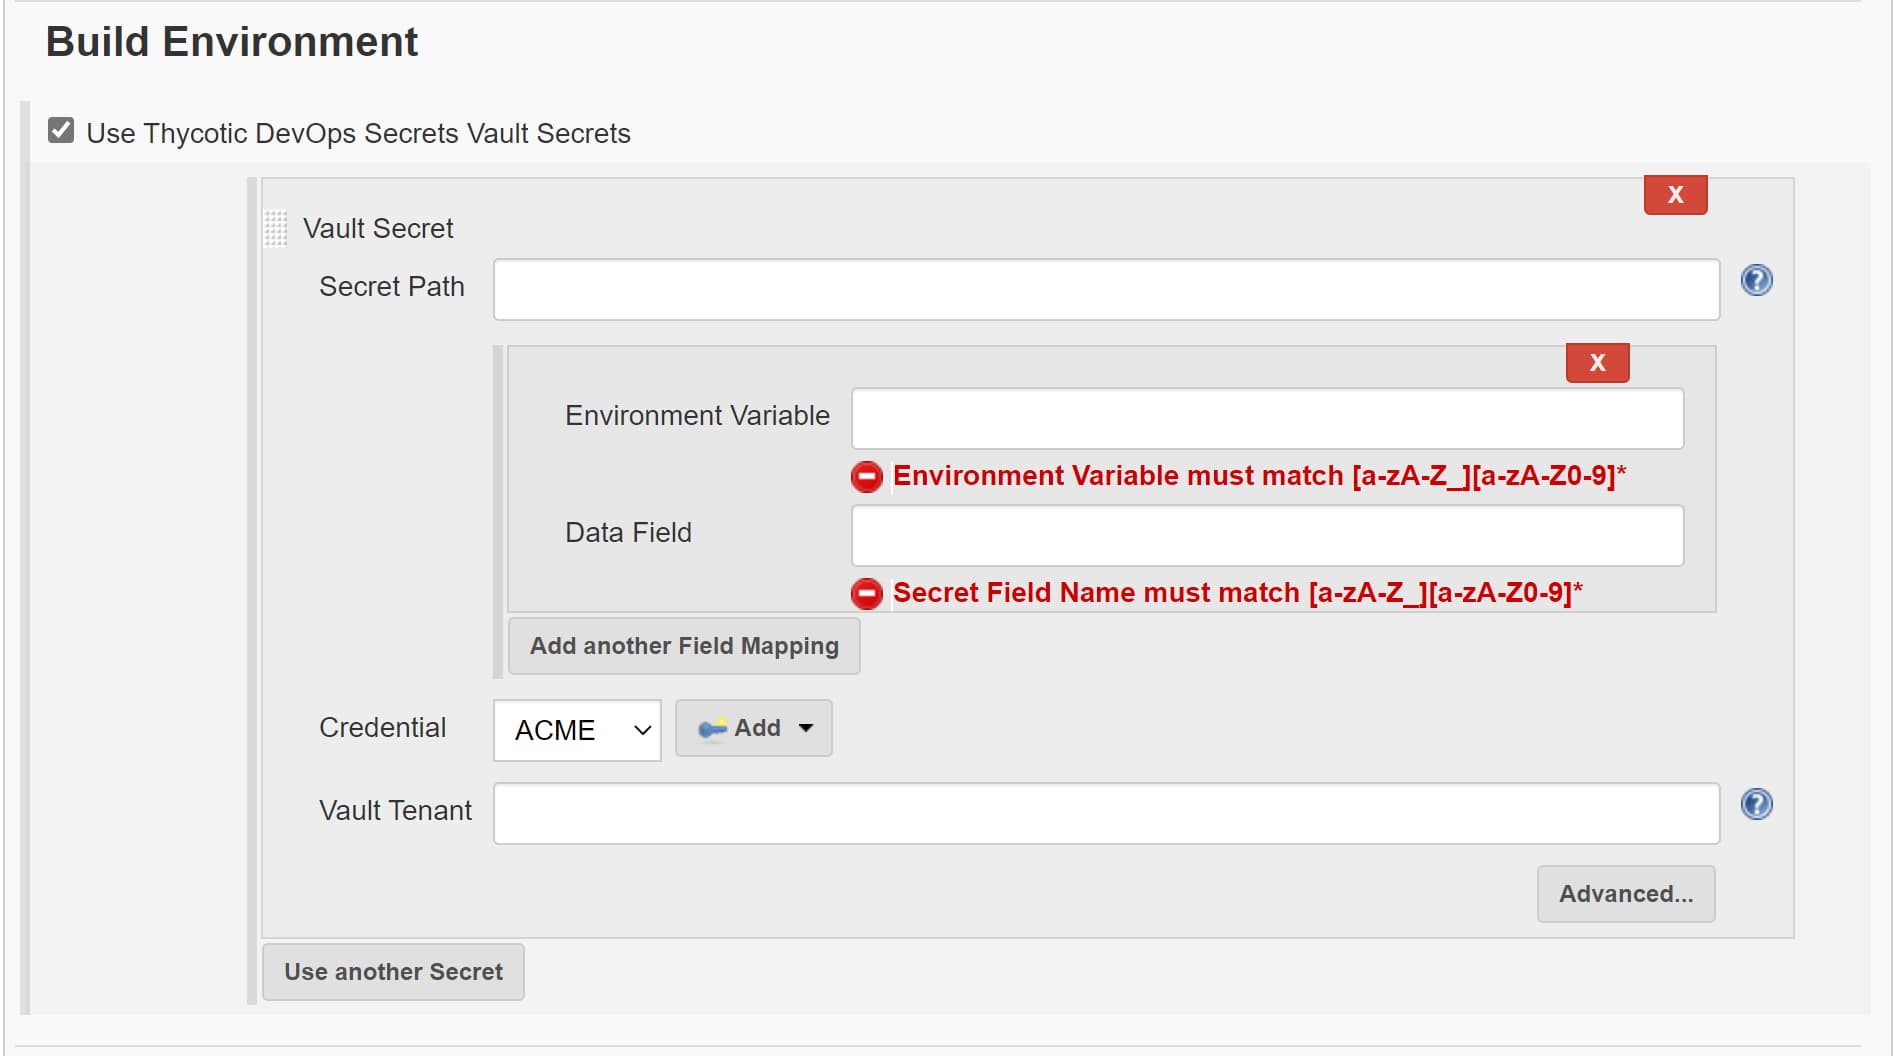 Build Environment
Use Thycotic DevOps Secrets Vault Secrets
X
Vault Secret
Secret Path
?
X
Environment Variable
Environment Variable must match [a-zA-Z_][a-zA-Z0-9]*
Data Field
Secret Field Name must match [a-zA-Z_][a-zA-Z0-9]*
Add another Field Mapping
Credential ACME Add
Vault Tenant
?
Advanced...
Use another Secret